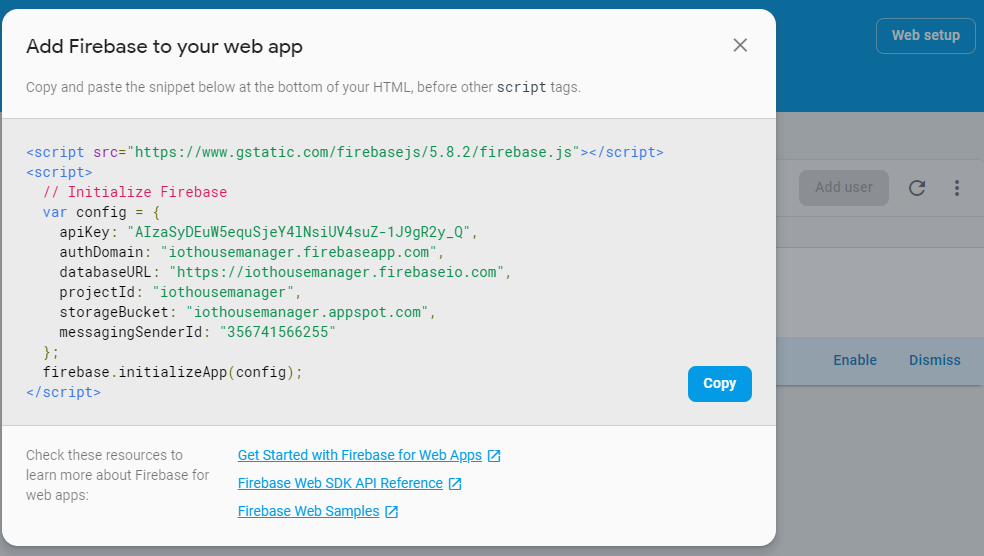 Add Firebase to your web app
Web setup
Copy and paste the snippet below at the bottom of your HTML, before other script tags.
<script src="https://www.gstatic.com/firebasejs/5.8.2/firebase.js"></script>
<script>
// Initialize Firebase
var config = {
apiKey: "AIzaSyDEuW5equSjeY4lNsiUV4suZ-1J9gR2y_Q",
authDomain: "iothousemanager.firebaseapp.com",
databaseURL: "https://iothousemanager.firebaseio.com",
projectId: "iothousemanager",
storageBucket: "iothousemanager.appspot.com",
messagingSenderId: "356741566255"
};
firebase.initializeApp(config);
</script>
Copy
Add user
Enable Dismiss
Check these resources to
learn more about Firebase for
web apps:
Get Started with Firebase for Web Apps
Firebase Web SDK API Reference
Firebase Web Samples